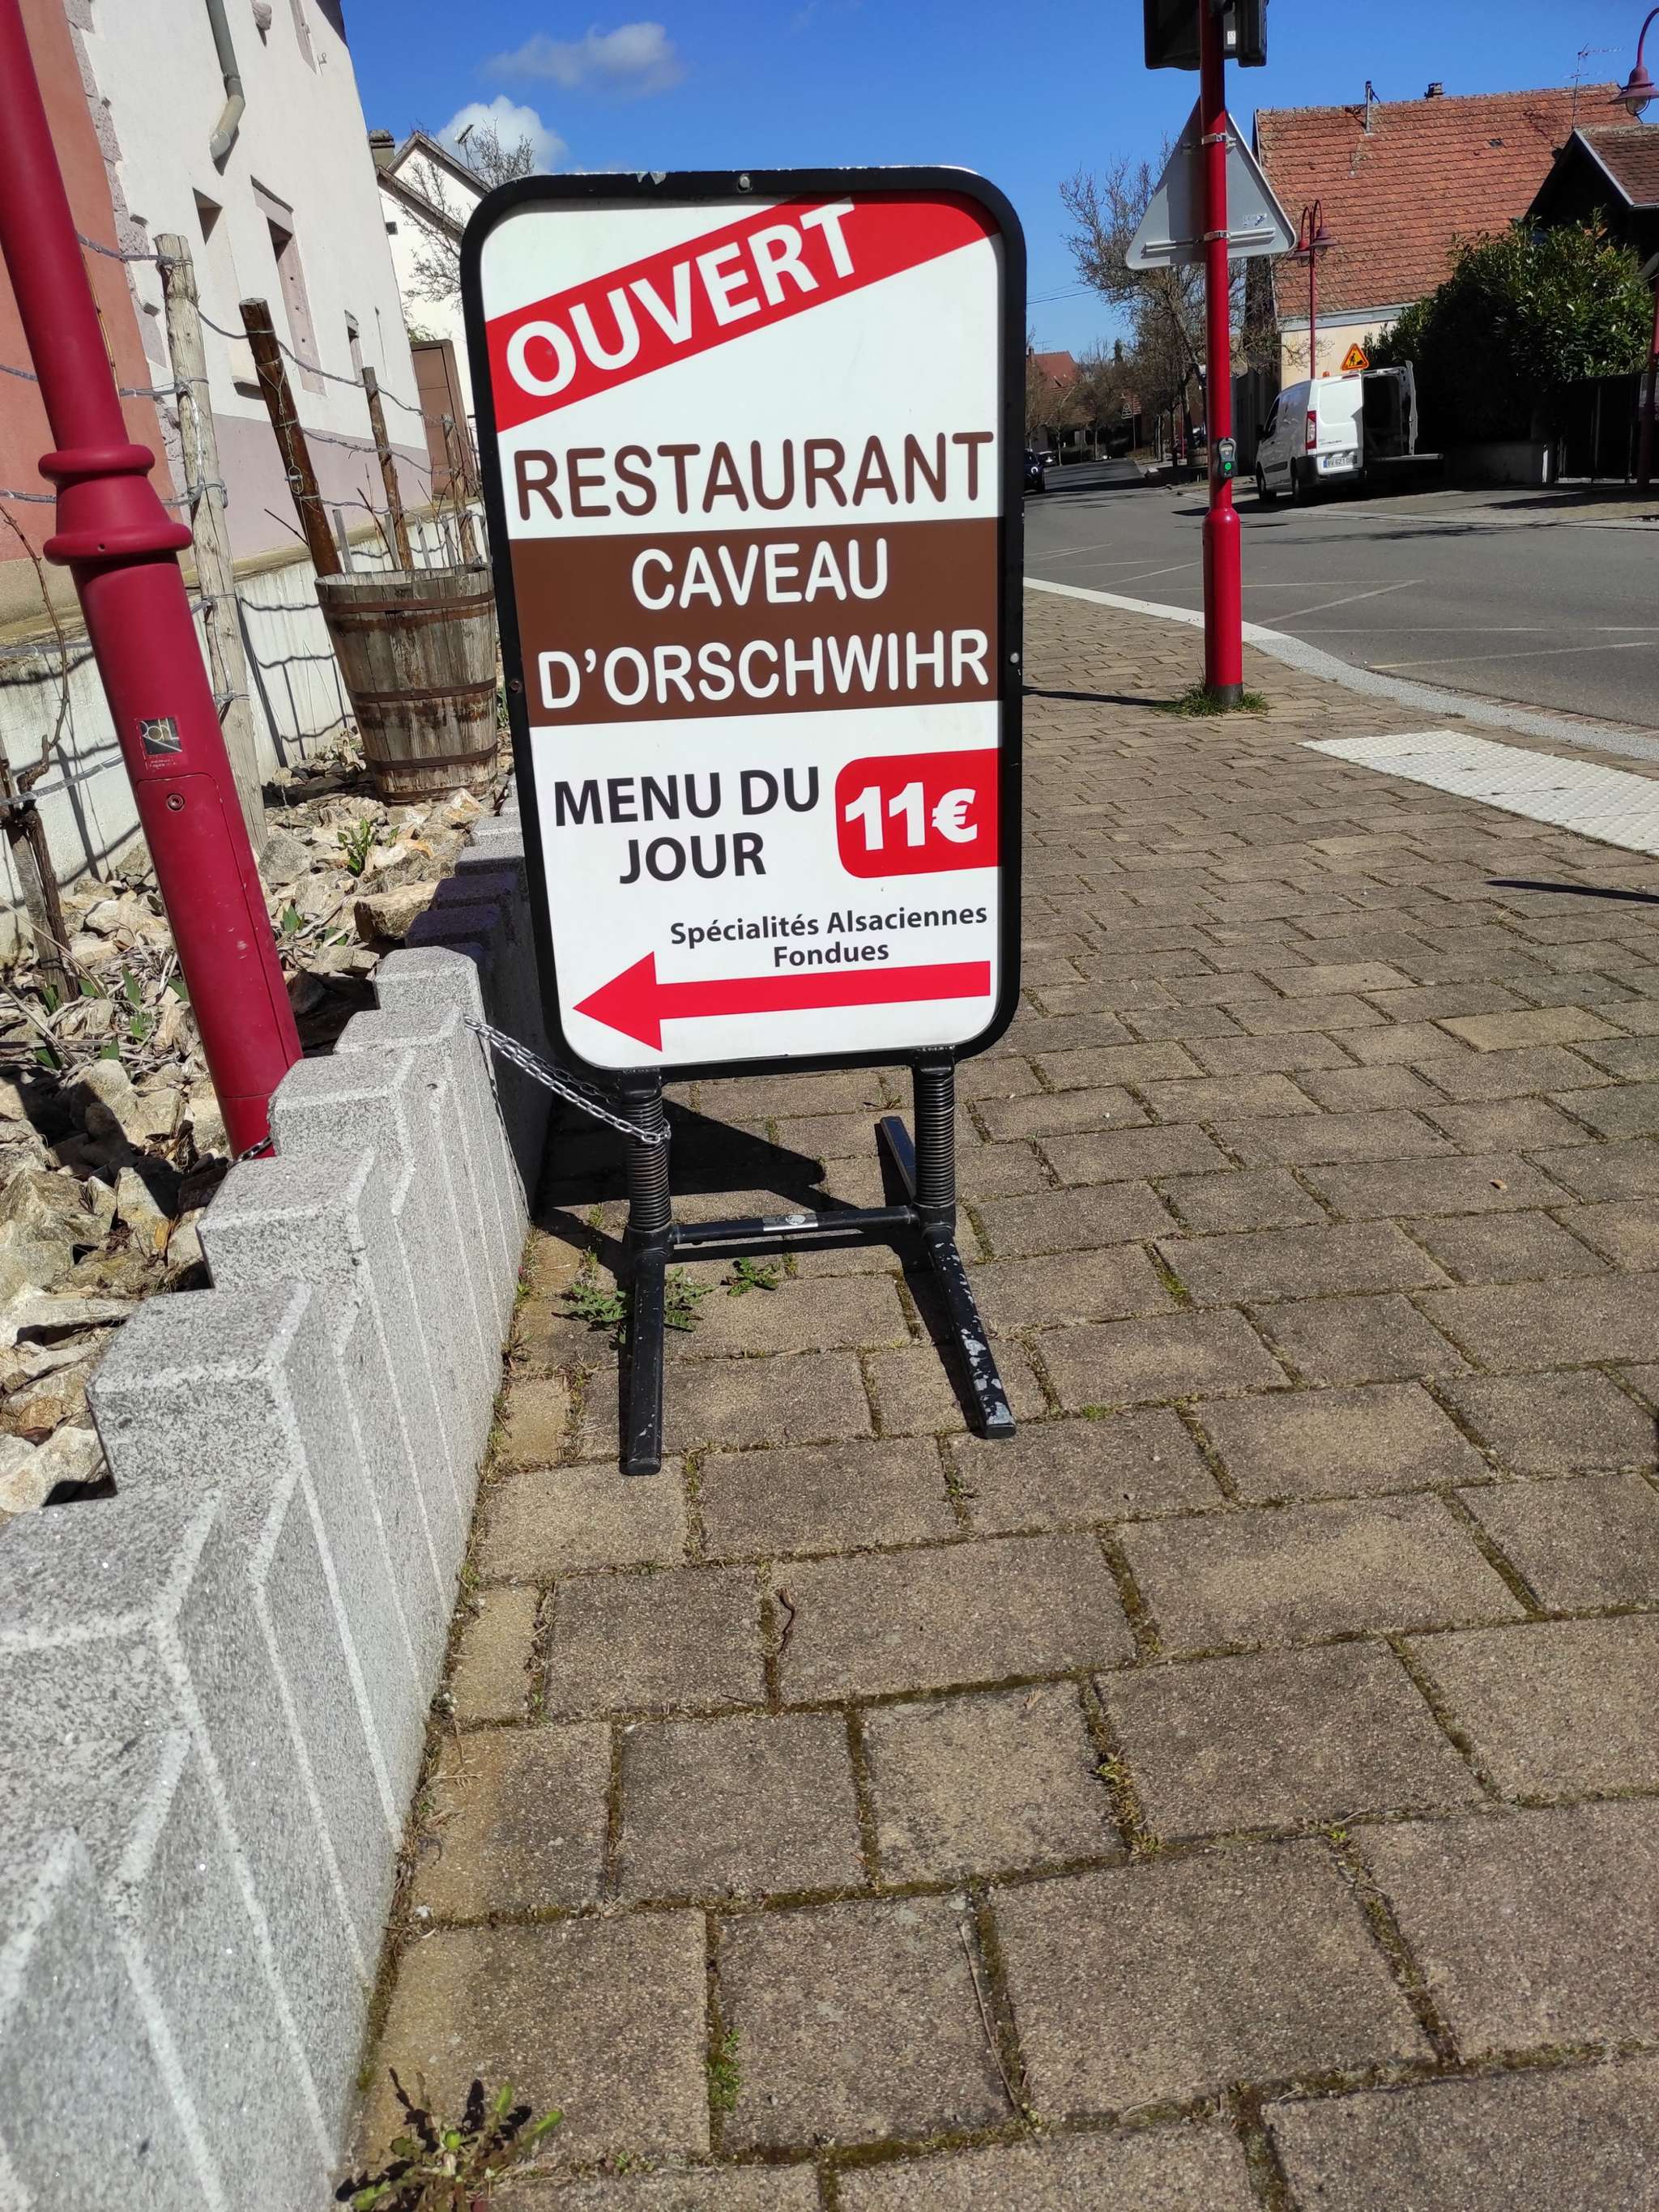 OUVERT
RESTAURANT
CAVEAU
D'ORSCHWIHR
MENU DU
JOUR
11€
Spécialités Alsaciennes
Fondues